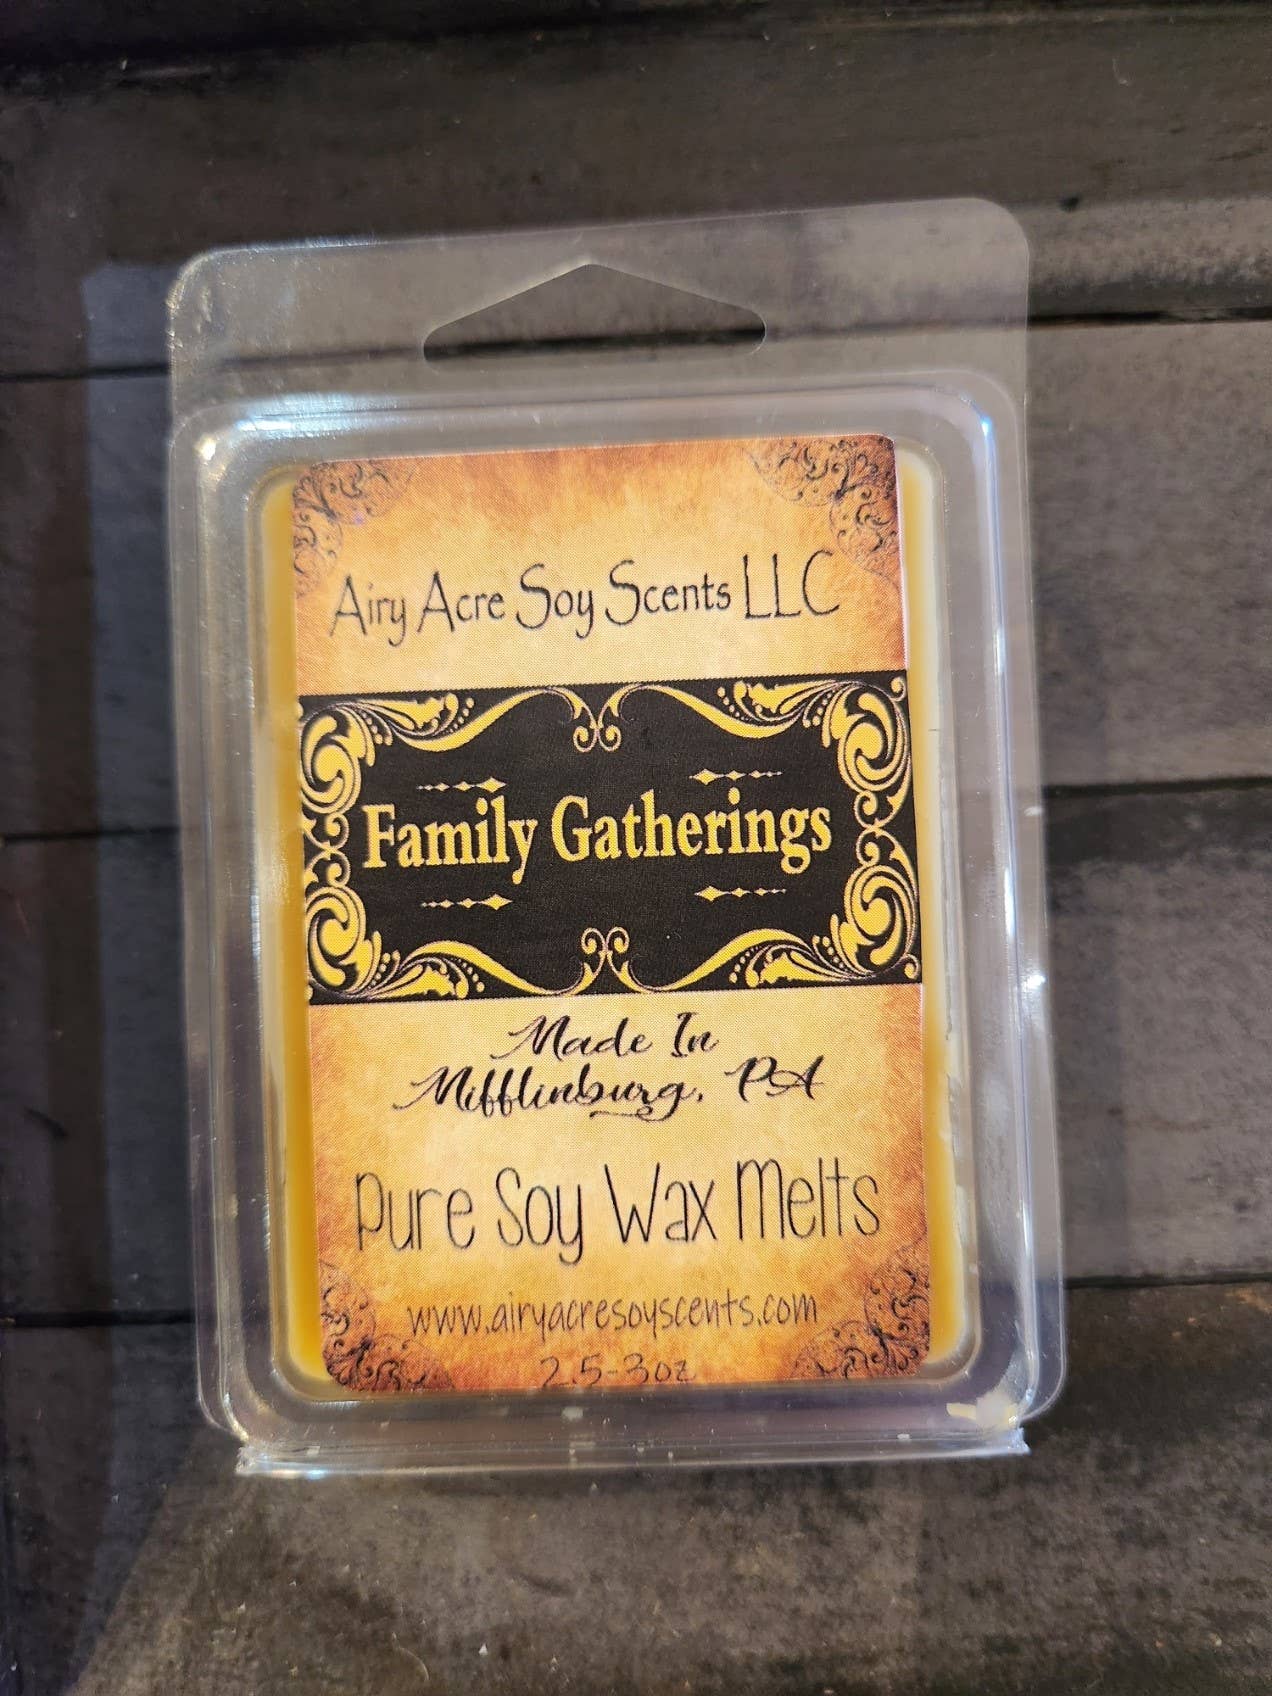 Airy Acre Soy Scents LLC
Family Gatherings
Made In
Mifflinburg, PA
Pure Soy Wax Melts
www.airyacresoyscents.com
2.5-3oz